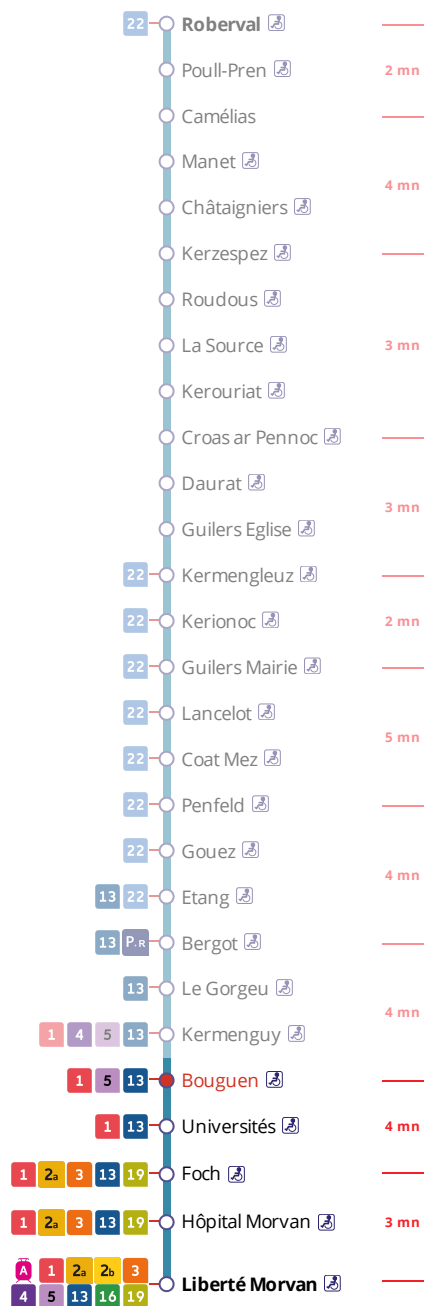 22 Roberval
Poull-Pren 2 mn
Camélias
Manet
4 mn
Châtaigniers
Kerzespez
Roudous
La Source 3 mn
Kerouriat
Croas ar Pennoc
Daurat
3 mn
Guilers Eglise
22 Kermengleuz
22 Kerionoc 2 mn
22 Guilers Mairie
22 Lancelot
5 mn
22 Coat Mez
22 Penfeld
22 Gouez
4 mn
13 22 Etang
13 P+R Bergot
13 Le Gorgeu
4 mn
1 4 5 13 Kermenguy
1 5 13 Bouguen
1 13 Universités 4 mn
1 2a 3 13 19 Foch
1 2a 3 13 19 Hôpital Morvan 3 mn
A 1 2a 2b 3
4 5 13 16 19 Liberté Morvan